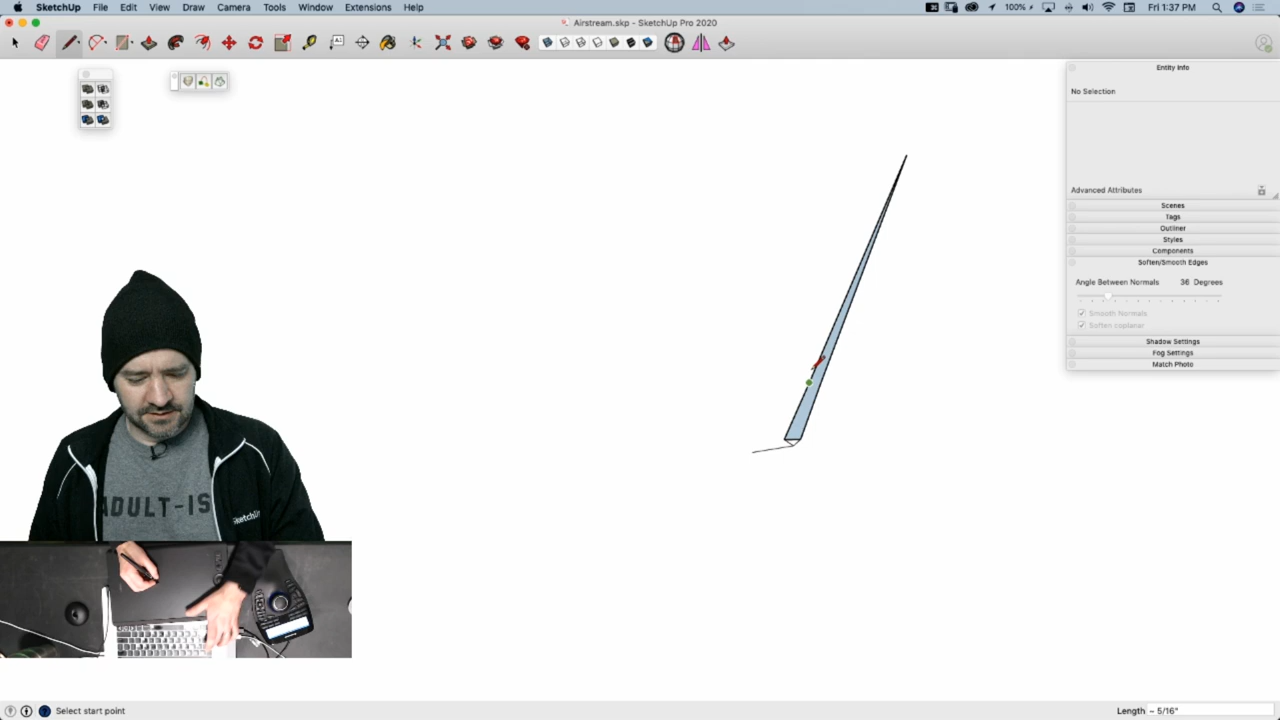 SketchUp File Edit View Draw Camera Tools Window Extensions Help
100% Fri 1:37 PM
Airstream.skp - SketchUp Pro 2020
Entity Info
No Selection
Advanced Attributes
Scenes
Tags
Outliner
Styles
Components
Soften/Smooth Edges
Angle Between Normals 36 Degrees
Smooth Normals
Soften coplanar
Shadow Settings
Fog Settings
Match Photo
ADULT-IS
SketchU
Select start point
Length ~ 5/16"